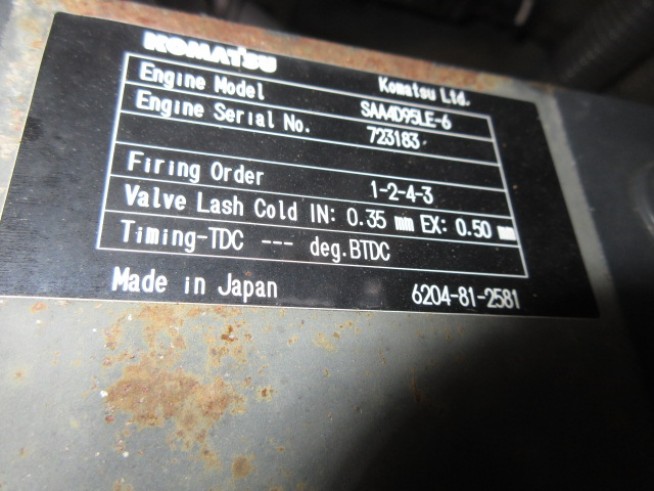 KOMATSU
Komatsu Ltd.
Engine Model SAA4D95LE-6
Engine Serial No. 723183
Firing Order 1-2-4-3
Valve Lash Cold IN: 0.35 mm EX: 0.50 mm
Timing-TDC --- deg.BTDC
Made in Japan 6204-81-2581